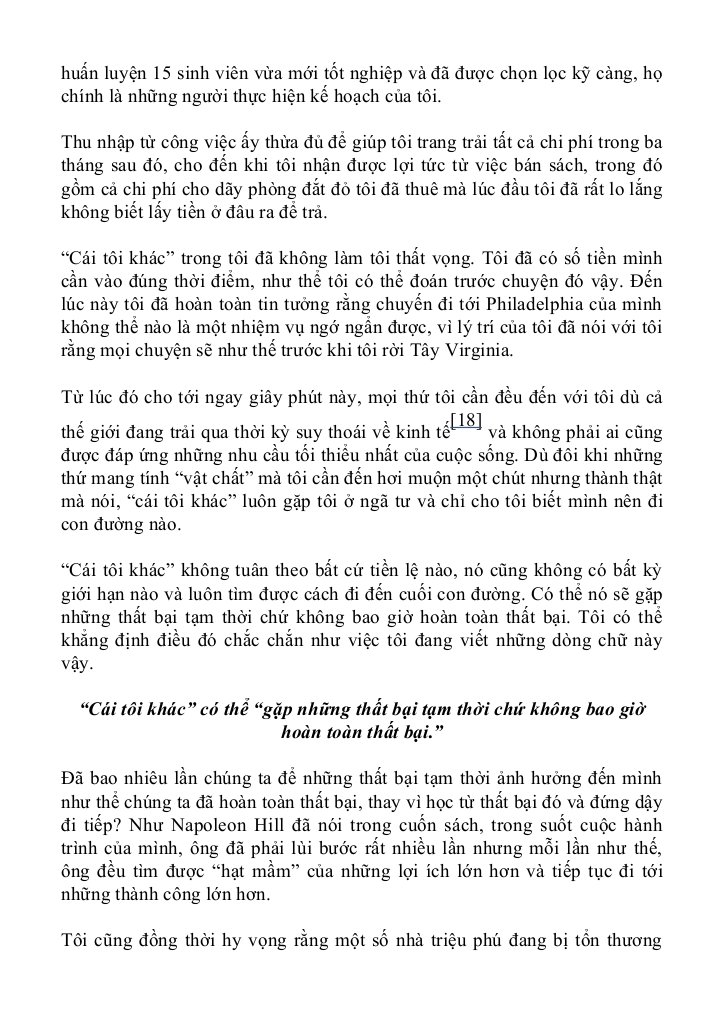 huấn luyện 15 sinh viên vừa mới tốt nghiệp và đã được chọn lọc kỹ càng, họ
chính là những người thực hiện kế hoạch của tôi.
Thu nhập từ công việc ấy thừa đủ để giúp tôi trang trải tất cả chi phí trong ba
tháng sau đó, cho đến khi tôi nhận được lợi tức từ việc bán sách, trong đó
gồm cả chi phí cho dãy phòng đắt đỏ tôi đã thuê mà lúc đầu tôi đã rất lo lắng
không biết lấy tiền ở đâu ra để trả.
“Cái tôi khác” trong tôi đã không làm tôi thất vọng. Tôi đã có số tiền mình
cần vào đúng thời điểm, như thể tôi có thể đoán trước chuyện đó vậy. Đến
lúc này tôi đã hoàn toàn tin tưởng rằng chuyến đi tới Philadelphia của mình
không thể nào là một nhiệm vụ ngớ ngẩn được, vì lý trí của tôi đã nói với tôi
rằng mọi chuyện sẽ như thế trước khi tôi rời Tây Virginia.
Từ lúc đó cho tới ngay giây phút này, mọi thứ tôi cần đều đến với tôi dù cả
thế giới đang trải qua thời kỳ suy thoái về kinh tế[18] và không phải ai cũng
được đáp ứng những nhu cầu tối thiểu nhất của cuộc sống. Dù đôi khi những
thứ mang tính “vật chất” mà tôi cần đến hơi muộn một chút nhưng thành thật
mà nói, “cái tôi khác” luôn gặp tôi ở ngã tư và chỉ cho tôi biết mình nên đi
con đường nào.
“Cái tôi khác” không tuân theo bất cứ tiền lệ nào, nó cũng không có bất kỳ
giới hạn nào và luôn tìm được cách đi đến cuối con đường. Có thể nó sẽ gặp
những thất bại tạm thời chứ không bao giờ hoàn toàn thất bại. Tôi có thể
khẳng định điều đó chắc chắn như việc tôi đang viết những dòng chữ này
vậy.
“Cái tôi khác” có thể “gặp những thất bại tạm thời chứ không bao giờ
hoàn toàn thất bại.”
Đã bao nhiêu lần chúng ta để những thất bại tạm thời ảnh hưởng đến mình
như thể chúng ta đã hoàn toàn thất bại, thay vì học từ thất bại đó và đứng dậy
đi tiếp? Như Napoleon Hill đã nói trong cuốn sách, trong suốt cuộc hành
trình của mình, ông đã phải lùi bước rất nhiều lần nhưng mỗi lần như thế,
ông đều tìm được “hạt mầm” của những lợi ích lớn hơn và tiếp tục đi tới
những thành công lớn hơn.
Tôi cũng đồng thời hy vọng rằng một số nhà triệu phú đang bị tổn thương